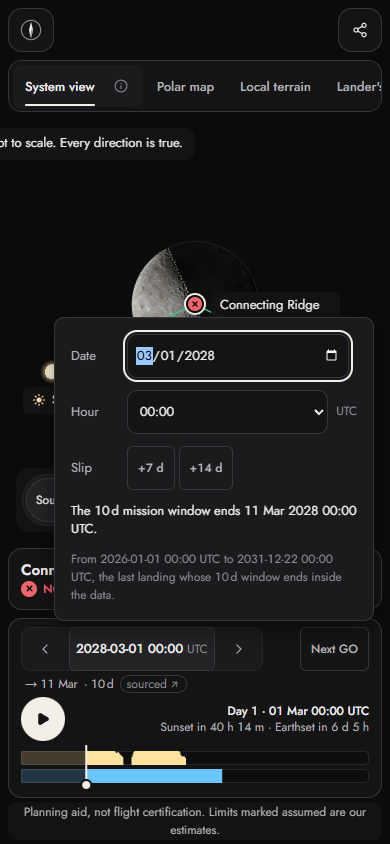 System view
Polar map
Local terrain
Lander's
ot to scale. Every direction is true.
Connecting Ridge
Date
03/01/2028
Hour
00:00
UTC
Slip
+7 d
+14 d
The 10 d mission window ends 11 Mar 2028 00:00
UTC.
From 2026-01-01 00:00 UTC to 2031-12-22 00:00
UTC, the last landing whose 10 d window ends inside
the data.
Sou
Conn
2028-03-01 00:00 UTC
Next GO
→ 11 Mar · 10 d
sourced ↗
Day 1 · 01 Mar 00:00 UTC
Sunset in 40 h 14 m · Earthset in 6 d 5 h
Planning aid, not flight certification. Limits marked assumed are our
estimates.